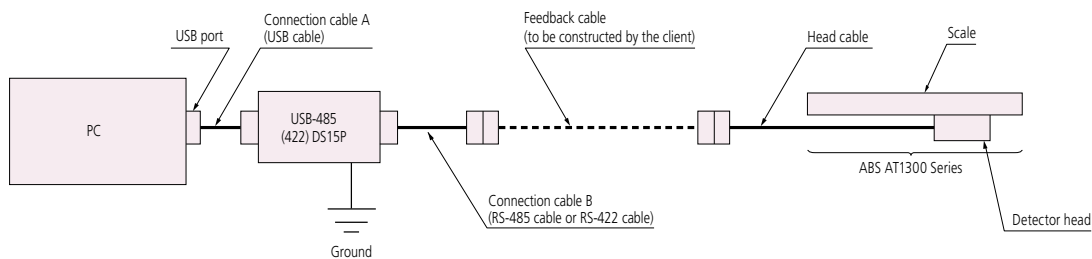 Connection cable A
(USB cable)
USB port
Feedback cable
(to be constructed by the client)
Head cable
Scale
PC
USB-485
(422) DS15P
ABS AT1300 Series
Connection cable B
(RS-485 cable or RS-422 cable)
Ground
Detector head